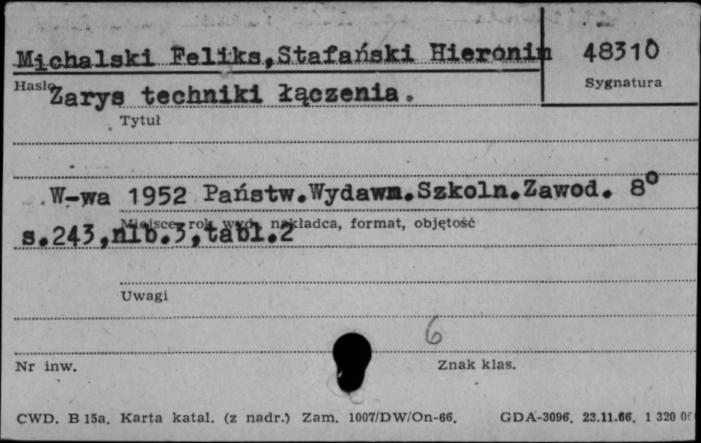 Michalski Feliks,Stafański Hieronim 48310
Hasło Sygnatura
Zarys techniki łączenia.
Tytuł
W-wa 1952 Państw.Wydawn.Szkoln.Zawod. 8°
Miejsce, rok wyd., nakładca, format, objętość
s.243,nlb.3,tabl.2
Uwagi
6
Nr inw. Znak klas.
CWD. B 15a. Karta katal. (z nadr.) Zam. 1007/DW/On-66. GDA-3096. 23.11.66. 1 320 0